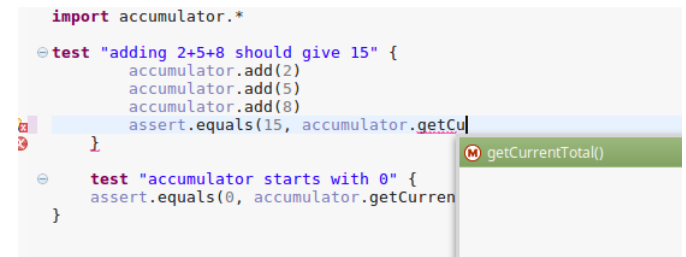 import accumulator.*
test "adding 2+5+8 should give 15" {
accumulator.add(2)
accumulator.add(5)
accumulator.add(8)
assert.equals(15, accumulator.getCu
}
getCurrentTotal()
test "accumulator starts with 0" {
assert.equals(0, accumulator.getCurren
}